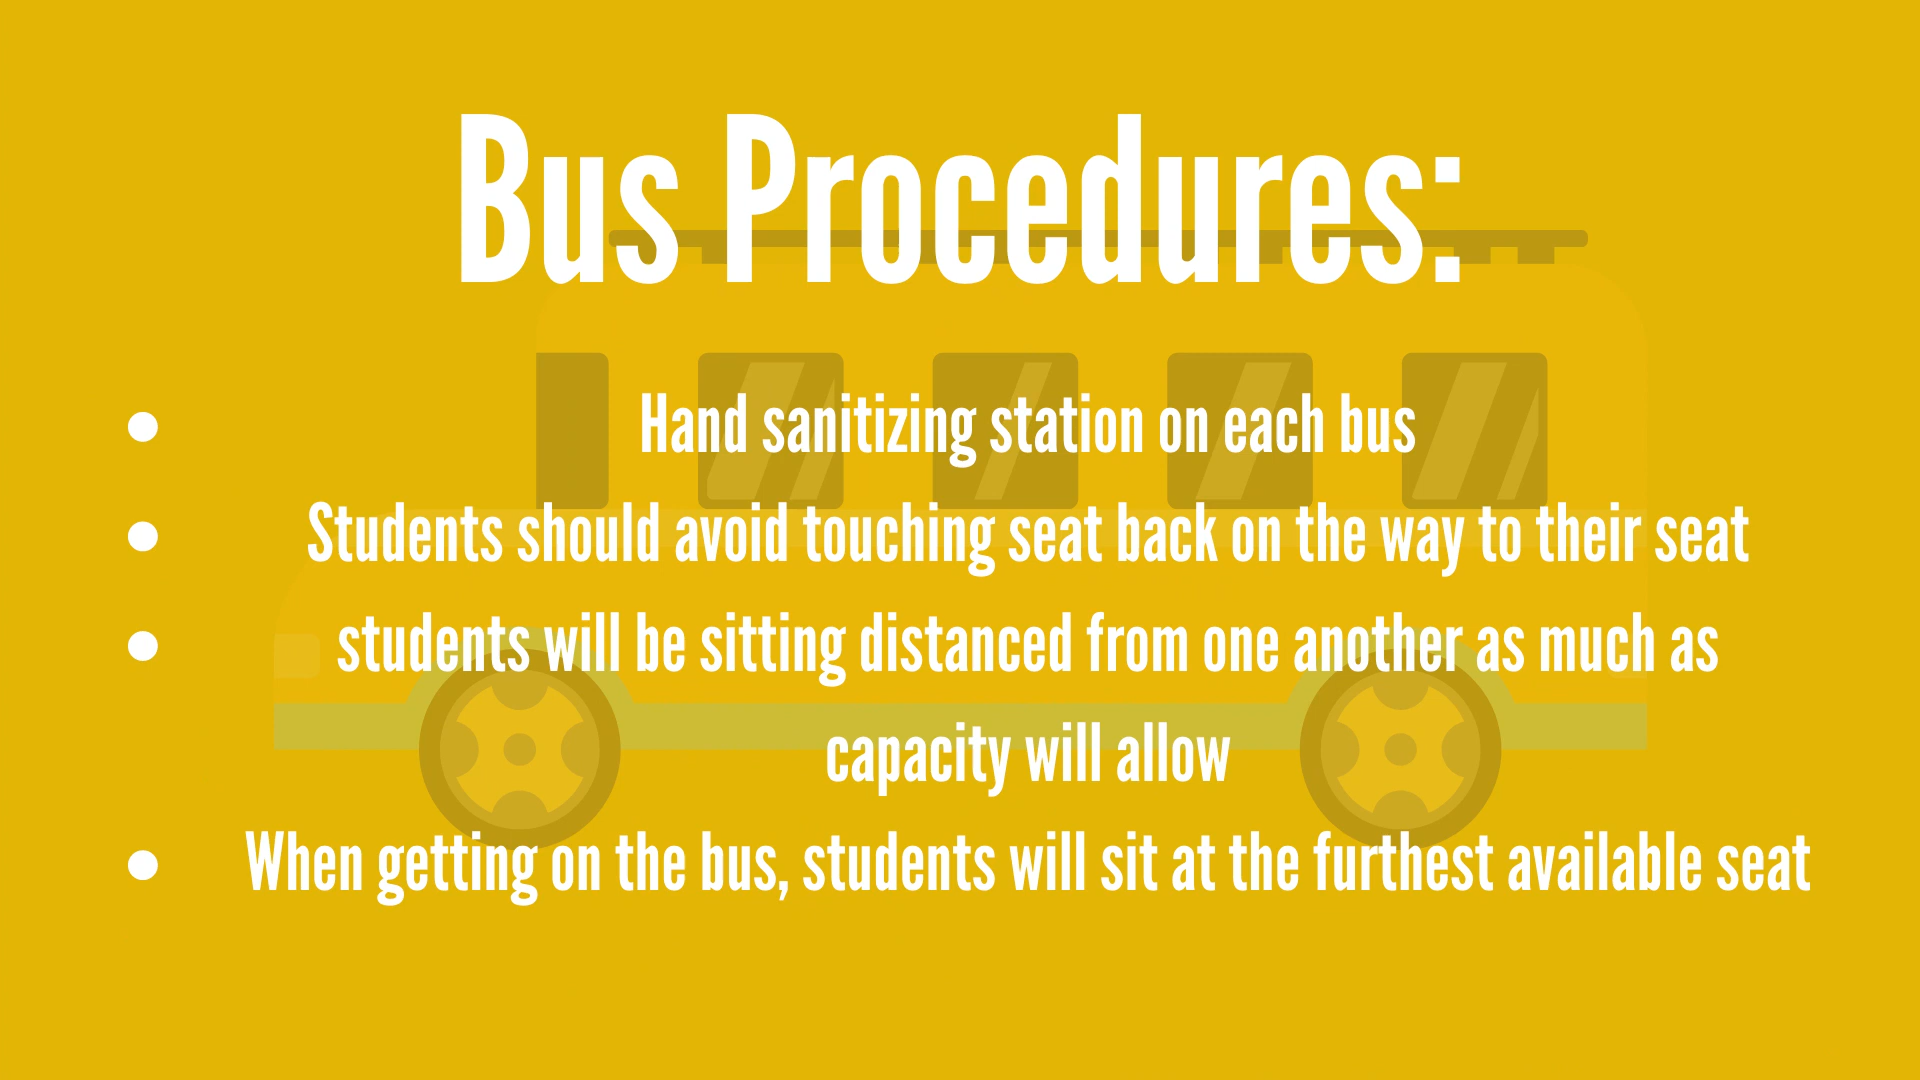 Bus Procedures:
• Hand sanitizing station on each bus
• Students should avoid touching seat back on the way to their seat
• students will be sitting distanced from one another as much as
capacity will allow
• When getting on the bus, students will sit at the furthest available seat